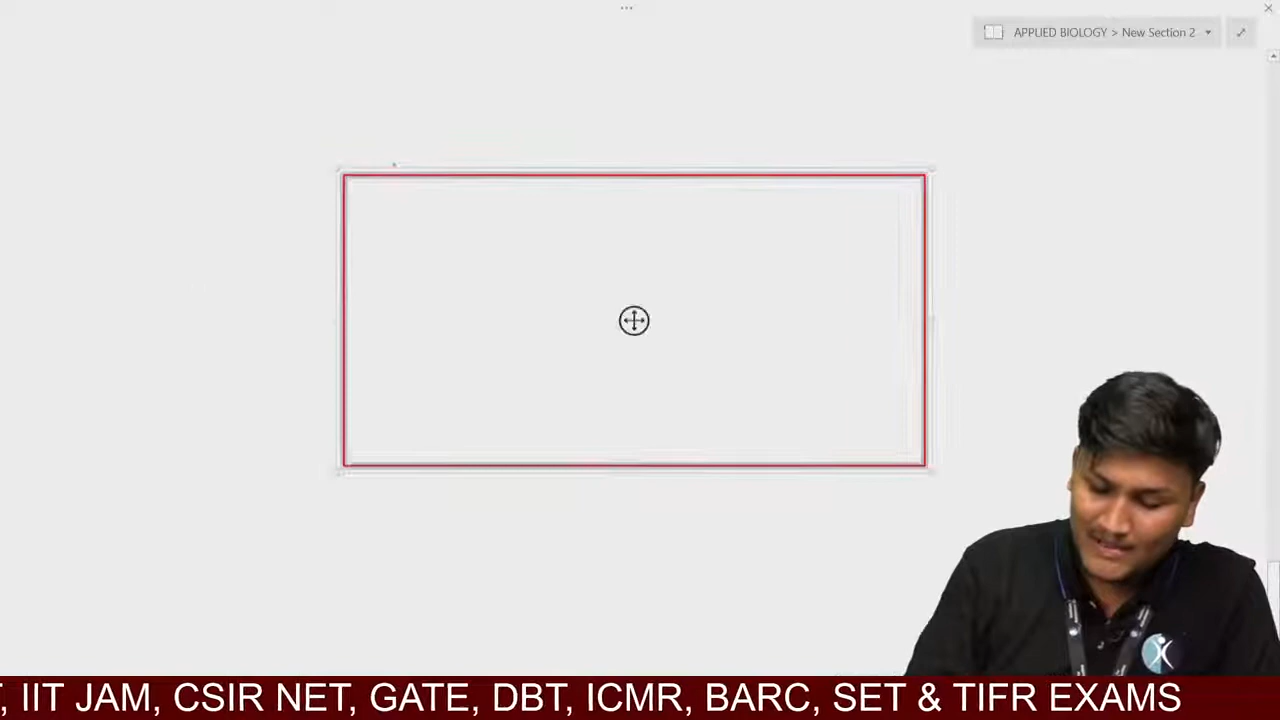 APPLIED BIOLOGY > New Section 2
, IIT JAM, CSIR NET, GATE, DBT, ICMR, BARC, SET & TIFR EXAMS